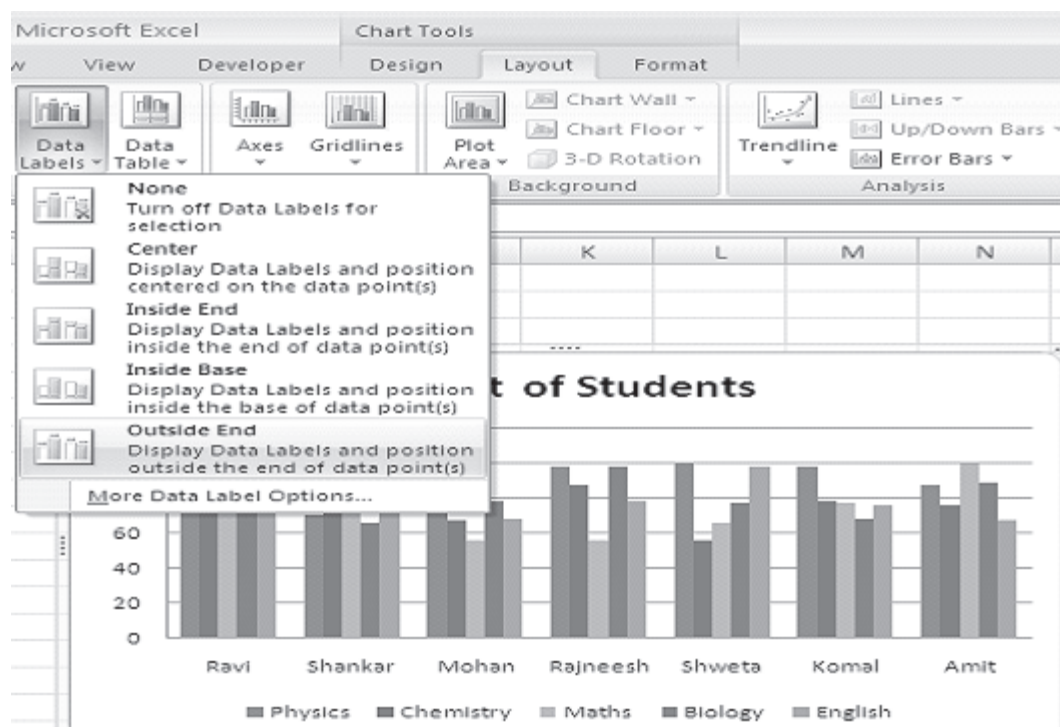 Microsoft Excel Chart Tools
w View Developer Design Layout Format
Data Labels Data Table Axes Gridlines Plot Area Chart Wall Chart Floor 3-D Rotation Trendline Lines Up/Down Bars Error Bars
Background Analysis
None
Turn off Data Labels for
selection
Center
Display Data Labels and position
centered on the data point(s)
Inside End
Display Data Labels and position
inside the end of data point(s)
Inside Base
Display Data Labels and position
inside the base of data point(s)
Outside End
Display Data Labels and position
outside the end of data point(s)
More Data Label Options...
K L M N
t of Students
60
40
20
0
Ravi Shankar Mohan Rajneesh Shweta Komal Amit
Physics Chemistry Maths Biology English